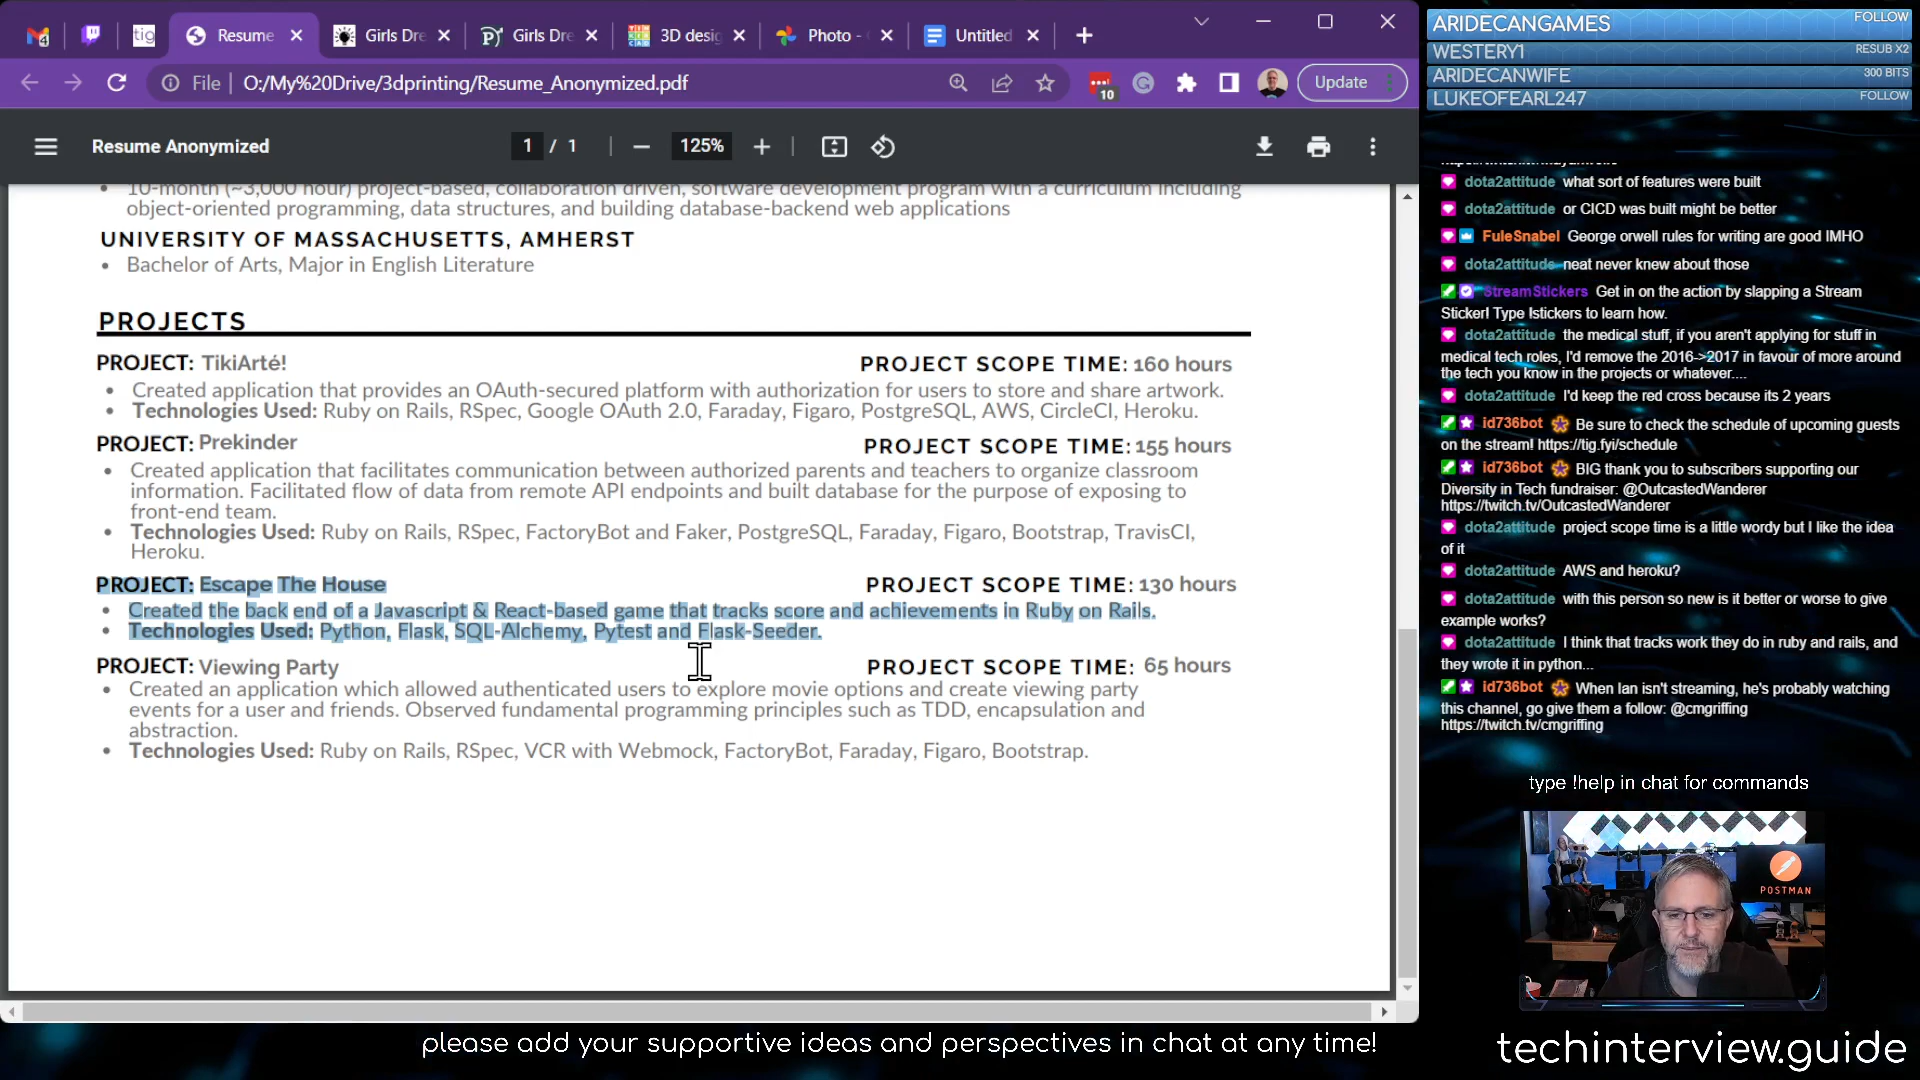 tig
Resume
Girls Dre
Girls Dre
3D desig
Photo -
Untitled
File
O:/My%20Drive/3dprinting/Resume_Anonymized.pdf
10
Update
Resume Anonymized
1 / 1
125%
10-month (~3,000 hour) project-based, collaboration driven, software development program with a curriculum including
object-oriented programming, data structures, and building database-backend web applications
UNIVERSITY OF MASSACHUSETTS, AMHERST
• Bachelor of Arts, Major in English Literature
PROJECTS
PROJECT: TikiArté! PROJECT SCOPE TIME: 160 hours
• Created application that provides an OAuth-secured platform with authorization for users to store and share artwork.
• Technologies Used: Ruby on Rails, RSpec, Google OAuth 2.0, Faraday, Figaro, PostgreSQL, AWS, CircleCI, Heroku.
PROJECT: Prekinder PROJECT SCOPE TIME: 155 hours
• Created application that facilitates communication between authorized parents and teachers to organize classroom
information. Facilitated flow of data from remote API endpoints and built database for the purpose of exposing to
front-end team.
• Technologies Used: Ruby on Rails, RSpec, FactoryBot and Faker, PostgreSQL, Faraday, Figaro, Bootstrap, TravisCI,
Heroku.
PROJECT: Escape The House PROJECT SCOPE TIME: 130 hours
• Created the back end of a Javascript & React-based game that tracks score and achievements in Ruby on Rails.
• Technologies Used: Python, Flask, SQL-Alchemy, Pytest and Flask-Seeder.
PROJECT: Viewing Party PROJECT SCOPE TIME: 65 hours
• Created an application which allowed authenticated users to explore movie options and create viewing party
events for a user and friends. Observed fundamental programming principles such as TDD, encapsulation and
abstraction.
• Technologies Used: Ruby on Rails, RSpec, VCR with Webmock, FactoryBot, Faraday, Figaro, Bootstrap.
ARIDECANGAMES FOLLOW
WESTERY1 RESUB X2
ARIDECANWIFE 300 BITS
LUKEOFEARL247 FOLLOW
dota2attitude what sort of features were built
dota2attitude or CICD was built might be better
FuleSnabel George orwell rules for writing are good IMHO
dota2attitude neat never knew about those
StreamStickers Get in on the action by slapping a Stream
Sticker! Type !stickers to learn how.
dota2attitude the medical stuff, if you aren't applying for stuff in
medical tech roles, I'd remove the 2016->2017 in favour of more around
the tech you know in the projects or whatever....
dota2attitude I'd keep the red cross because its 2 years
id736bot Be sure to check the schedule of upcoming guests
on the stream! https://tig.fyi/schedule
id736bot BIG thank you to subscribers supporting our
Diversity in Tech fundraiser: @OutcastedWanderer
https://twitch.tv/OutcastedWanderer
dota2attitude project scope time is a little wordy but I like the idea
of it
dota2attitude AWS and heroku?
dota2attitude with this person so new is it better or worse to give
example works?
dota2attitude I think that tracks work they do in ruby and rails, and
they wrote it in python...
id736bot When Ian isn't streaming, he's probably watching
this channel, go give them a follow: @cmgriffing
https://twitch.tv/cmgriffing
type !help in chat for commands
POSTMAN
please add your supportive ideas and perspectives in chat at any time!
techinterview.guide